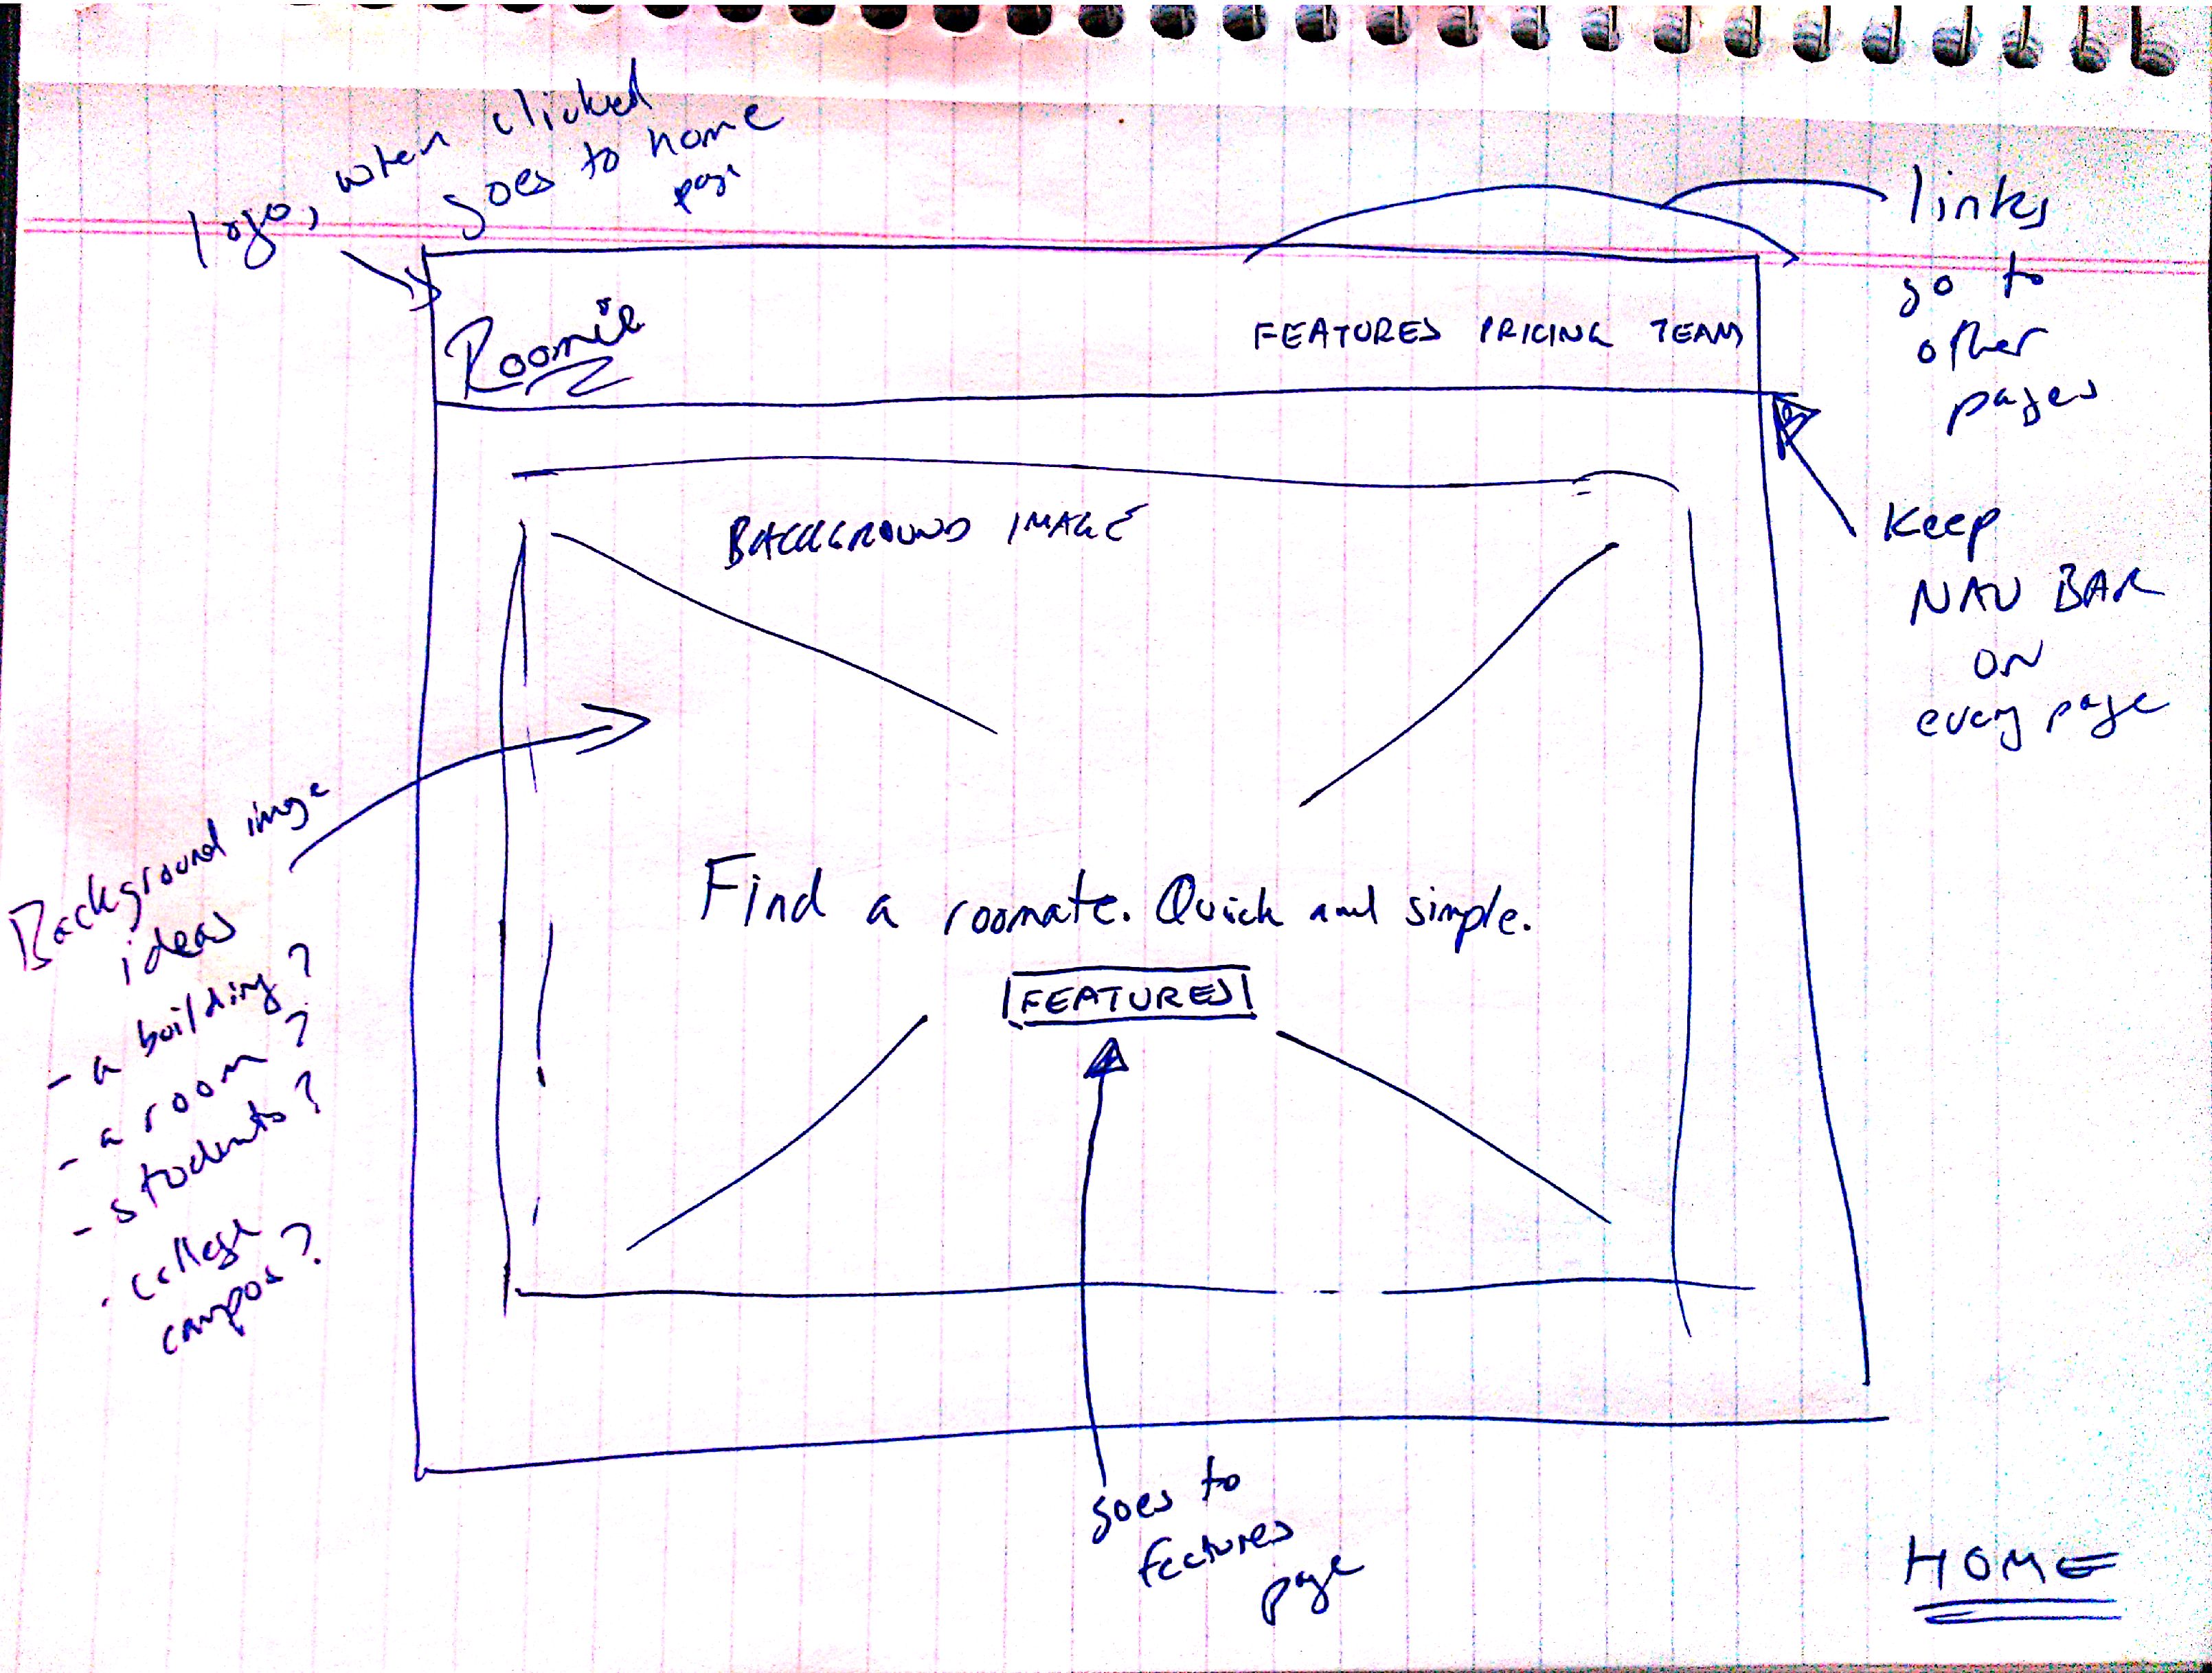 logo, when clicked
goes to home
page
links
go to
other
pages
Roomie
FEATURES PRICING TEAM
Keep
NAV BAR
ON
every page
BACKGROUND IMAGE
Background image
ideas
- a building?
- a room?
- students?
- college
campus?
Find a roomate. Quick and simple.
FEATURES
goes to
features
page
HOME